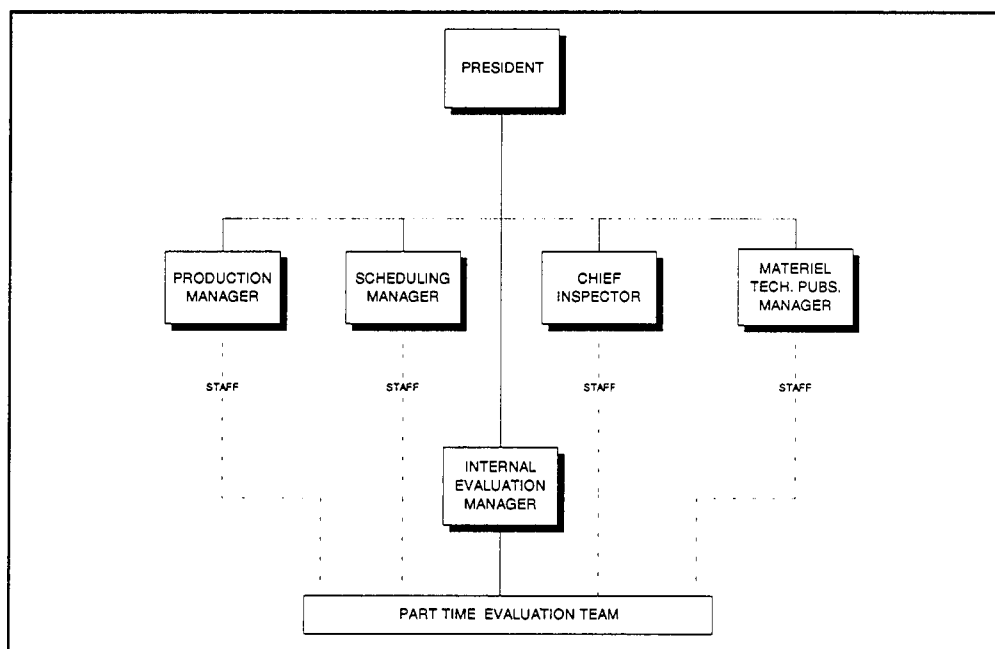 PRESIDENT
PRODUCTION
MANAGER
SCHEDULING
MANAGER
CHIEF
INSPECTOR
MATERIEL
TECH. PUBS.
MANAGER
STAFF
STAFF
STAFF
STAFF
INTERNAL
EVALUATION
MANAGER
PART TIME EVALUATION TEAM